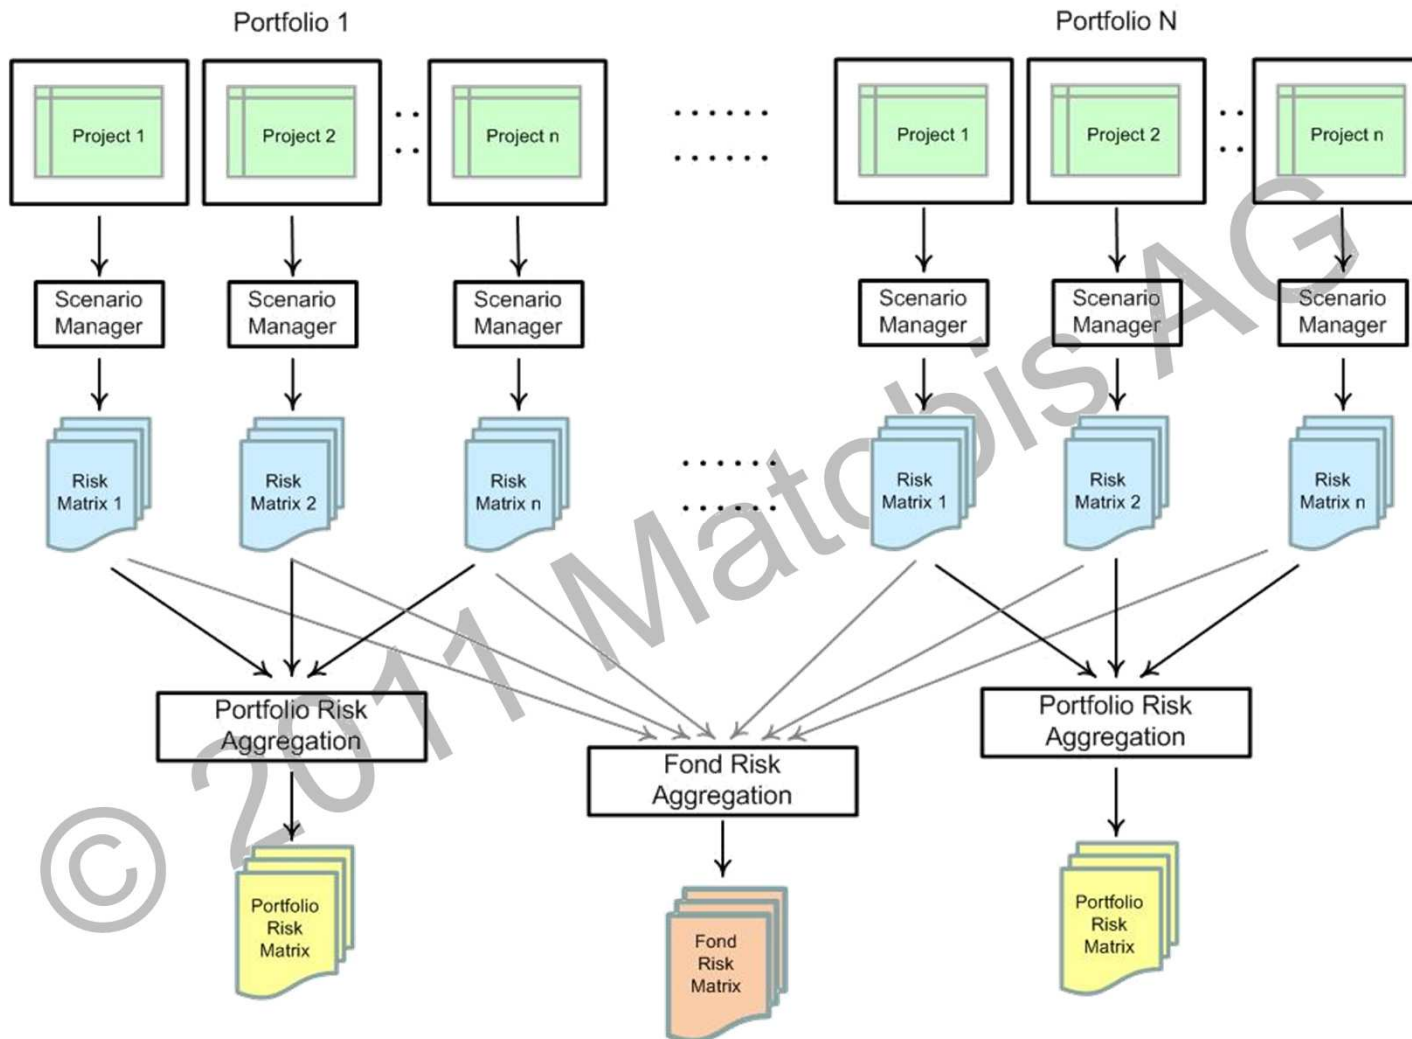 Portfolio 1
Portfolio N
Project 1
Project 2
Project n
Project 1
Project 2
Project n
Scenario
Manager
Scenario
Manager
Scenario
Manager
Scenario
Manager
Scenario
Manager
Scenario
Manager
Risk
Matrix 1
Risk
Matrix 2
Risk
Matrix n
Risk
Matrix 1
Risk
Matrix 2
Risk
Matrix n
Portfolio Risk
Aggregation
Fond Risk
Aggregation
Portfolio Risk
Aggregation
Portfolio
Risk
Matrix
Fond
Risk
Matrix
Portfolio
Risk
Matrix
© 2011 Matobis AG